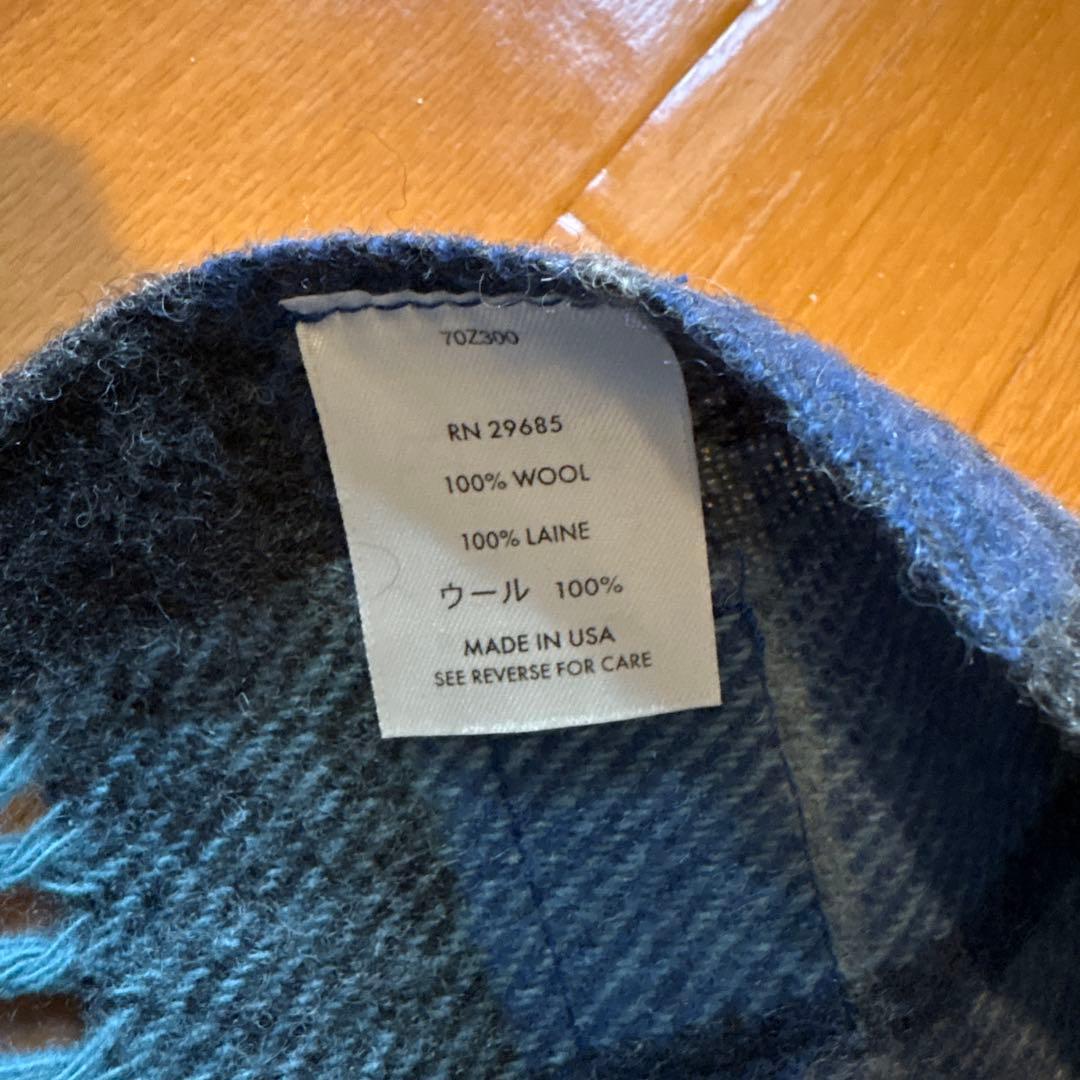 70Z300
RN 29685
100% WOOL
100% LAINE
ウール 100%
MADE IN USA
SEE REVERSE FOR CARE